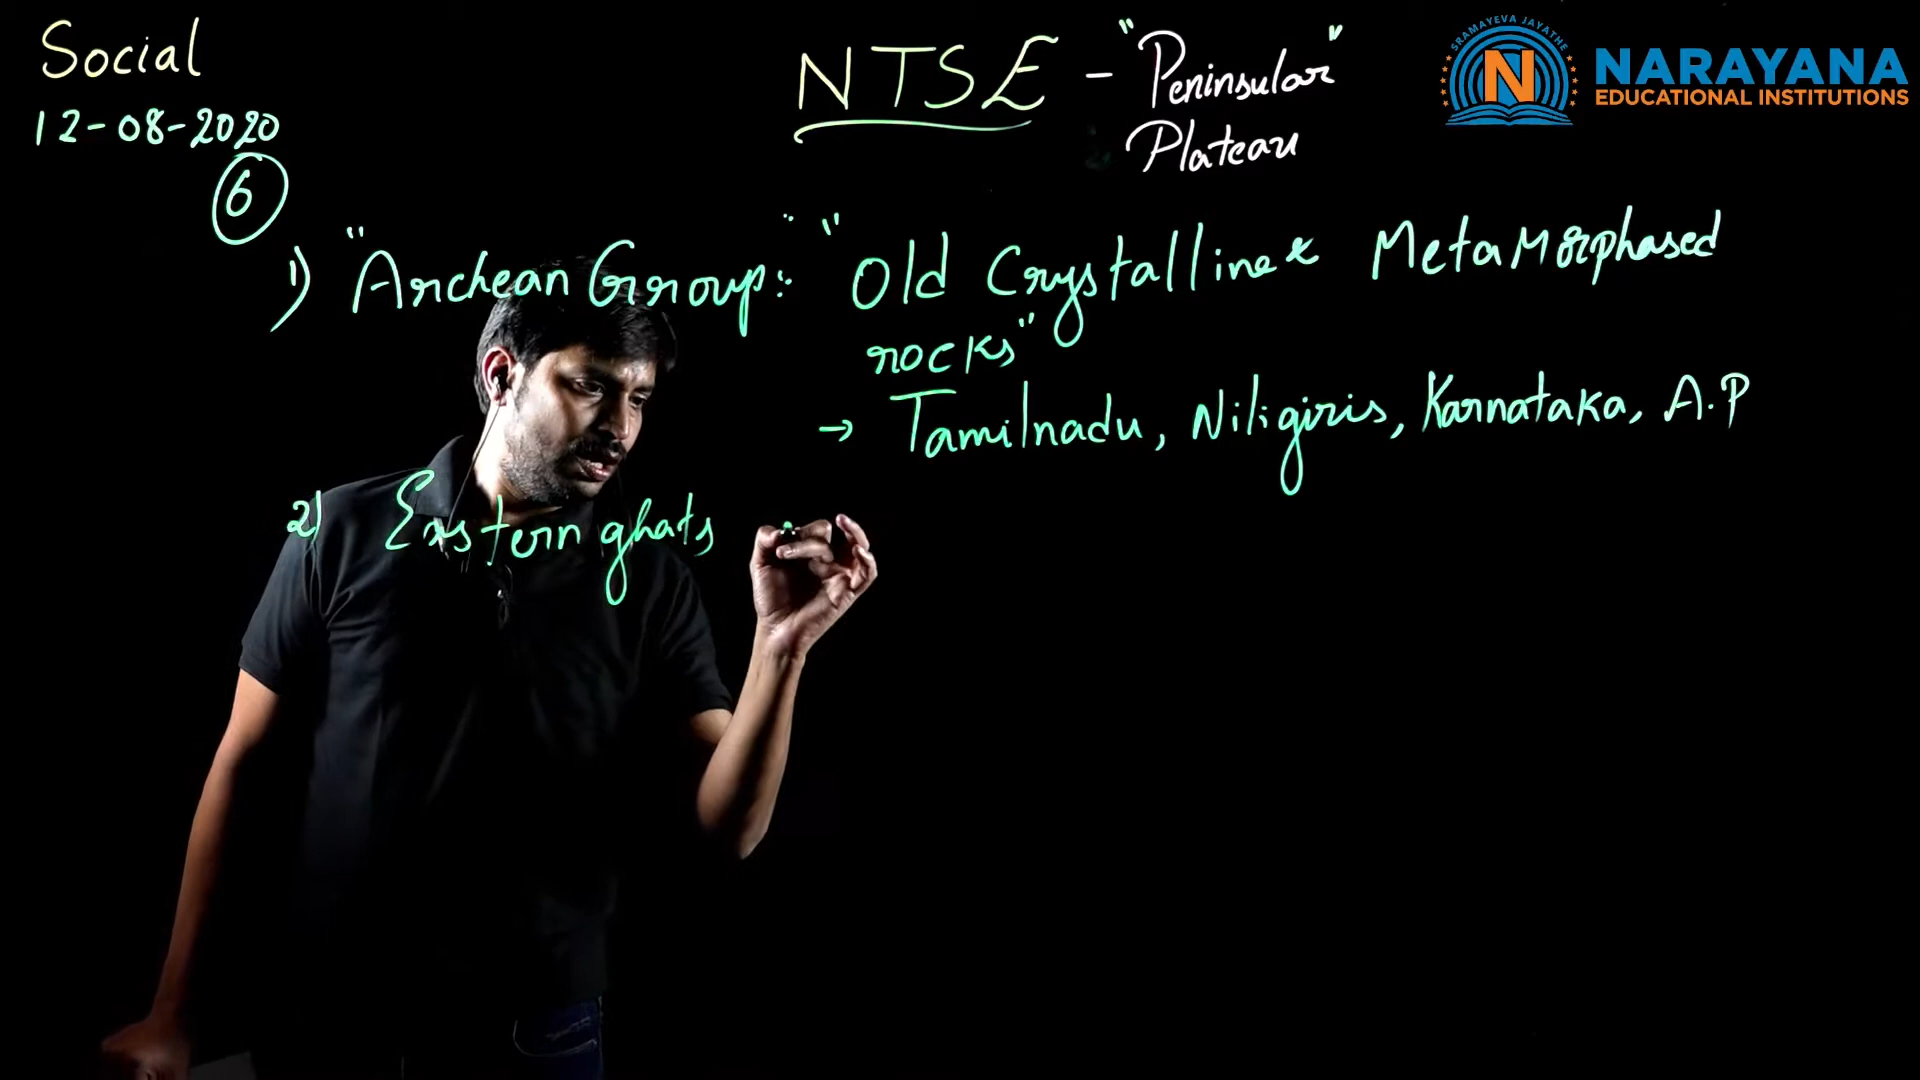 Social
12-08-2020
6
NTSE - "Peninsular"
Plateau
SRAMAYEVA JAYATHE
N
NARAYANA
EDUCATIONAL INSTITUTIONS
1) "Archean Group :- "Old Crystalline & MetaMorphased
rocks"
→ Tamilnadu, Niligiris, Karnataka, A.P
2) Eastern ghats